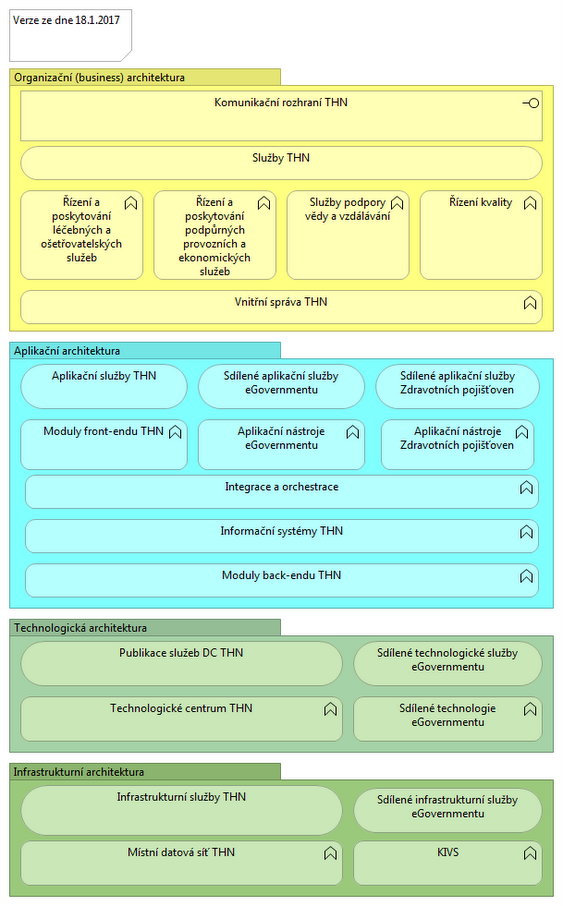 Verze ze dne 18.1.2017
Organizační (business) architektura
Komunikační rozhraní THN
Služby THN
Řízení a
poskytování
léčebných a
ošetřovatelských
služeb
Řízení a
poskytování
podpůrných
provozních a
ekonomických
služeb
Služby podpory
vědy a vzdálávání
Řízení kvality
Vnitřní správa THN
Aplikační architektura
Aplikační služby THN
Sdílené aplikační služby
eGovernmentu
Sdílené aplikační služby
Zdravotních pojišťoven
Moduly front-endu THN
Aplikační nástroje
eGovernmentu
Aplikační nástroje
Zdravotních pojišťoven
Integrace a orchestrace
Informační systémy THN
Moduly back-endu THN
Technologická architektura
Publikace služeb DC THN
Sdílené technologické služby
eGovernmentu
Technologické centrum THN
Sdílené technologie
eGovernmentu
Infrastrukturní architektura
Infrastrukturní služby THN
Sdílené infrastrukturní služby
eGovernmentu
Místní datová síť THN
KIVS